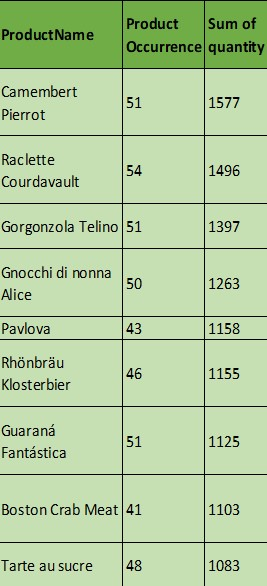 ProductName Product Occurrence Sum of quantity
Camembert Pierrot 51 1577
Raclette Courdavault 54 1496
Gorgonzola Telino 51 1397
Gnocchi di nonna Alice 50 1263
Pavlova 43 1158
Rhönbräu Klosterbier 46 1155
Guaraná Fantástica 51 1125
Boston Crab Meat 41 1103
Tarte au sucre 48 1083